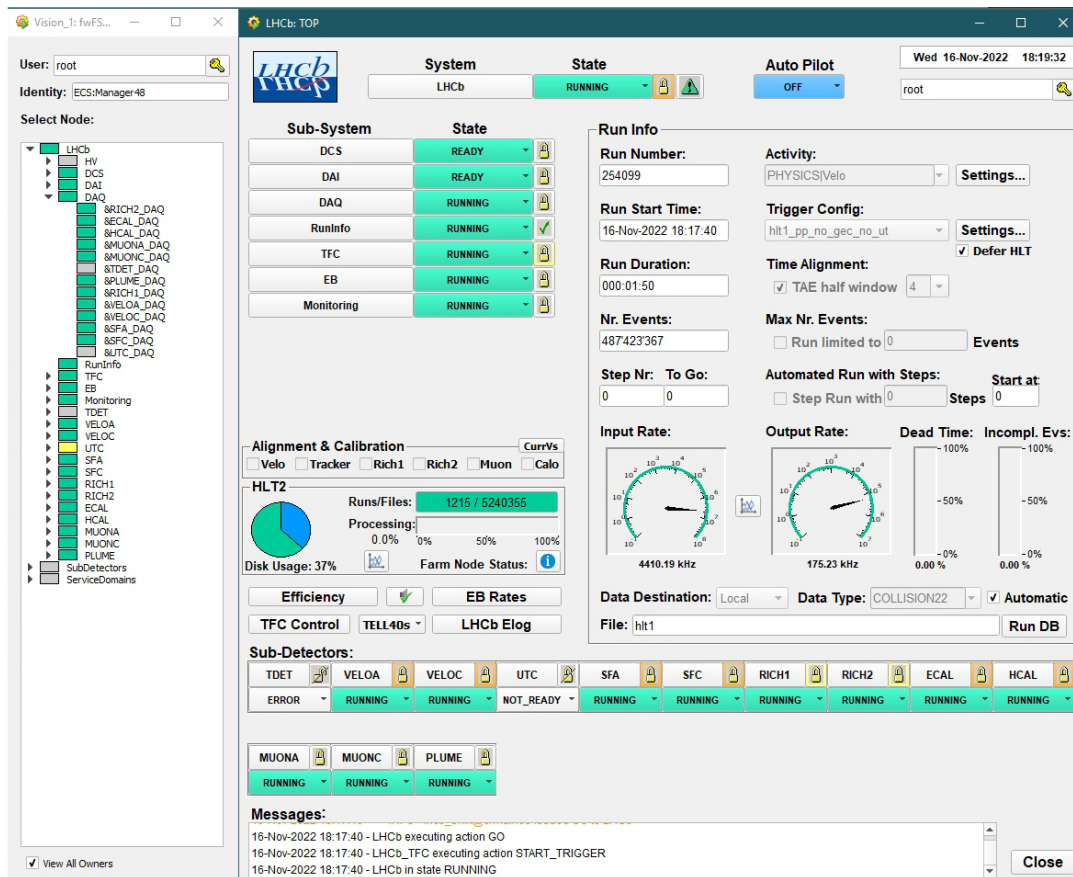 Vision_1: fwFS...
User: root
Identity: ECS:Manager48
Select Node:
LHCb
HV
DCS
DAI
DAQ
&RICH2_DAQ
&ECAL_DAQ
&HCAL_DAQ
&MUONA_DAQ
&MUONC_DAQ
&TDET_DAQ
&PLUME_DAQ
&RICH1_DAQ
&VELOA_DAQ
&VELOC_DAQ
&SFA_DAQ
&SFC_DAQ
&UTC_DAQ
RunInfo
TFC
EB
Monitoring
TDET
VELOA
VELOC
UTC
SFA
SFC
RICH1
RICH2
ECAL
HCAL
MUONA
MUONC
PLUME
SubDetectors
ServiceDomains
View All Owners
LHCb: TOP
LHCb
System State Auto Pilot
LHCb RUNNING OFF
Wed 16-Nov-2022 18:19:32
root
Sub-System State
DCS READY
DAI READY
DAQ RUNNING
RunInfo RUNNING
TFC RUNNING
EB RUNNING
Monitoring RUNNING
Run Info
Run Number: Activity:
254099 PHYSICS|Velo Settings...
Run Start Time: Trigger Config:
16-Nov-2022 18:17:40 hlt1_pp_no_gec_no_ut Settings...
Defer HLT
Run Duration: Time Alignment:
000:01:50 TAE half window 4
Nr. Events: Max Nr. Events:
487'423'367 Run limited to 0 Events
Step Nr: To Go: Automated Run with Steps: Start at:
0 0 Step Run with 0 Steps 0
Input Rate: Output Rate: Dead Time: Incompl. Evs:
100% 100%
50% 50%
0% 0%
4410.19 kHz 175.23 kHz 0.00 % 0.00 %
Data Destination: Local Data Type: COLLISION22 Automatic
File: hlt1 Run DB
Alignment & Calibration CurrVs
Velo Tracker Rich1 Rich2 Muon Calo
HLT2
Runs/Files: 1215 / 5240355
Processing:
0.0% 0% 50% 100%
Disk Usage: 37% Farm Node Status:
Efficiency EB Rates
TFC Control TELL40s LHCb Elog
Sub-Detectors:
TDET VELOA VELOC UTC SFA SFC RICH1 RICH2 ECAL HCAL
ERROR RUNNING RUNNING NOT_READY RUNNING RUNNING RUNNING RUNNING RUNNING RUNNING
MUONA MUONC PLUME
RUNNING RUNNING RUNNING
Messages:
16-Nov-2022 18:17:40 - LHCb executing action GO
16-Nov-2022 18:17:40 - LHCb_TFC executing action START_TRIGGER
16-Nov-2022 18:17:40 - LHCb in state RUNNING
Close